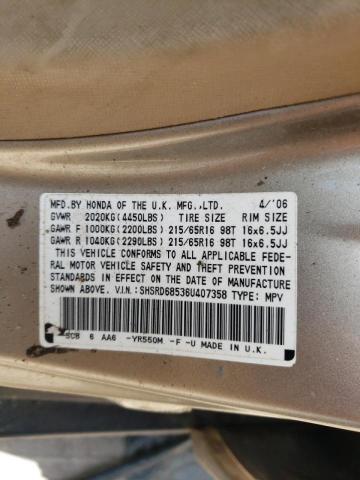 MFD.BY HONDA OF THE U.K. MFG.,LTD. 4/'06
GVWR 2020KG(4450LBS) TIRE SIZE RIM SIZE
GAWR F 1000KG(2200LBS) 215/65R16 98T 16x6.5JJ
GAWR R 1040KG(2290LBS) 215/65R16 98T 16x6.5JJ
THIS VEHICLE CONFORMS TO ALL APPLICABLE FEDE-
RAL MOTOR VEHICLE SAFETY AND THEFT PREVENTION
STANDARDS IN EFFECT ON THE DATE OF MANUFACTURE
SHOWN ABOVE. V.I.N.:SHSRD68536U407358 TYPE: MPV
SCB 6 AA6 -YR550M -F -U MADE IN U.K.